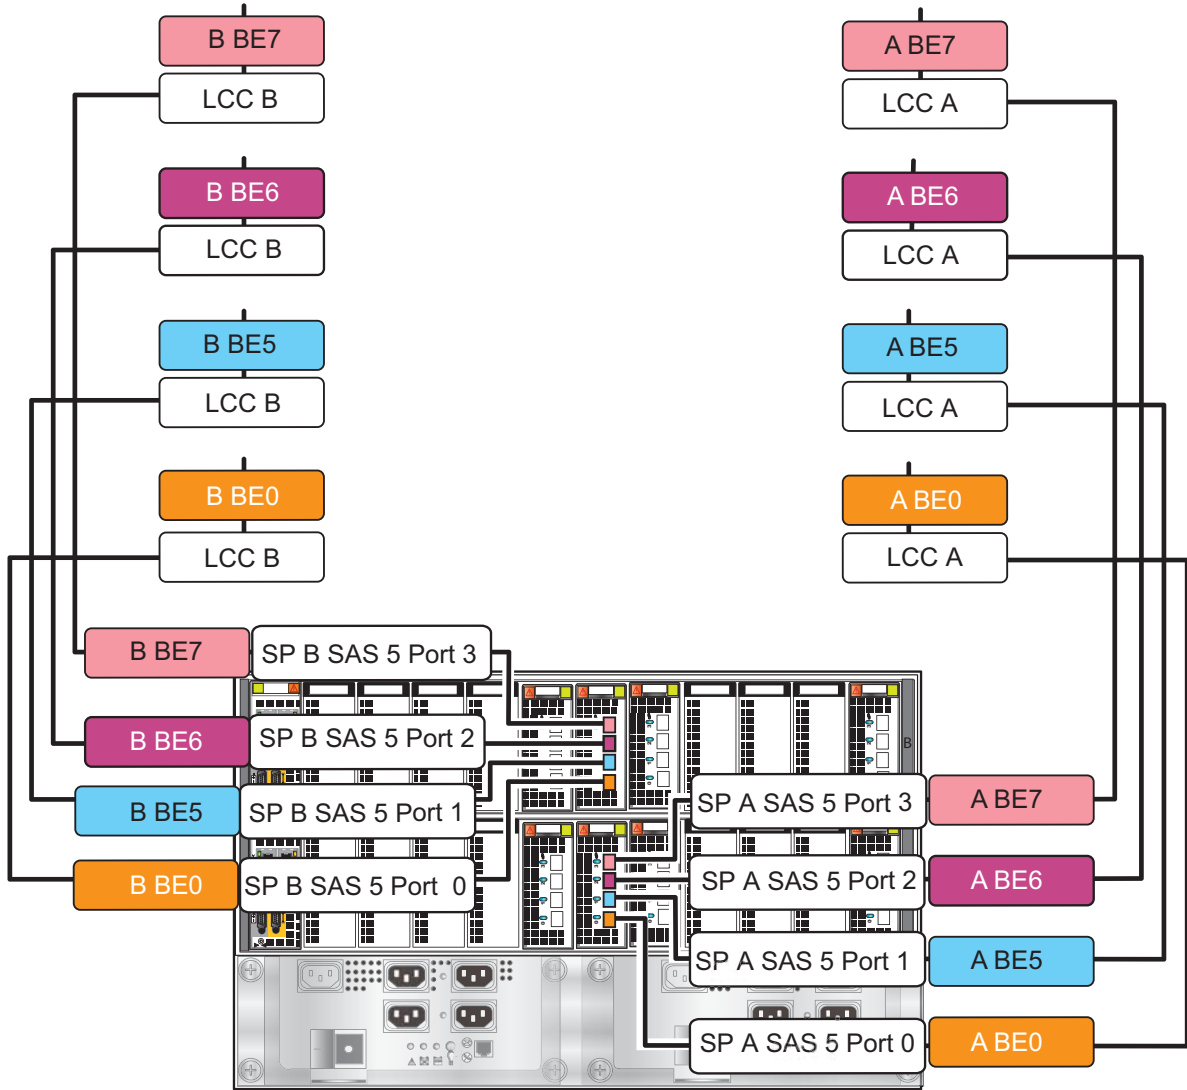 B BE7
LCC B
B BE6
LCC B
B BE5
LCC B
B BE0
LCC B
A BE7
LCC A
A BE6
LCC A
A BE5
LCC A
A BE0
LCC A
B BE7 SP B SAS 5 Port 3
B BE6 SP B SAS 5 Port 2
B BE5 SP B SAS 5 Port 1
B BE0 SP B SAS 5 Port 0
B
SP A SAS 5 Port 3 A BE7
SP A SAS 5 Port 2 A BE6
SP A SAS 5 Port 1 A BE5
SP A SAS 5 Port 0 A BE0